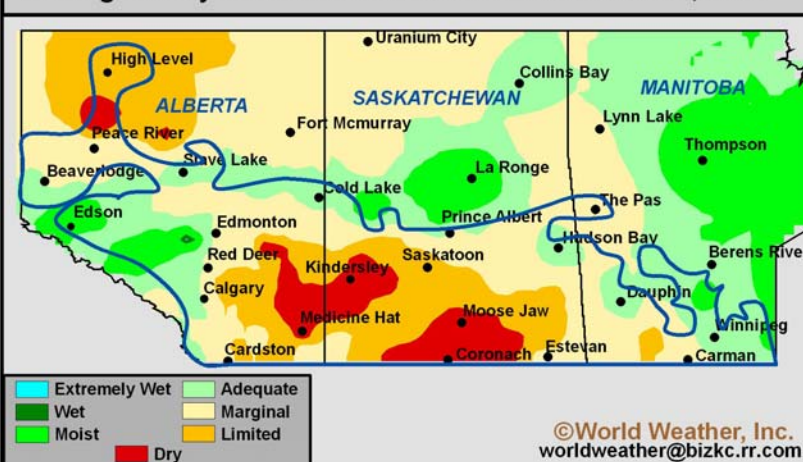 Uranium City
High Level
Collins Bay
ALBERTA
SASKATCHEWAN
MANITOBA
Fort Mcmurray
Lynn Lake
Peace River
Thompson
Beaverlodge
Slave Lake
La Ronge
Cold Lake
The Pas
Edson
Edmonton
Prince Albert
Hudson Bay
Red Deer
Kindersley
Saskatoon
Berens Rive
Calgary
Dauphin
Medicine Hat
Moose Jaw
Winnipeg
Cardston
Coronach
Estevan
Carman
Extremely Wet
Adequate
Wet
Marginal
Moist
Limited
Dry
©World Weather, Inc.
worldweather@bizkc.rr.com